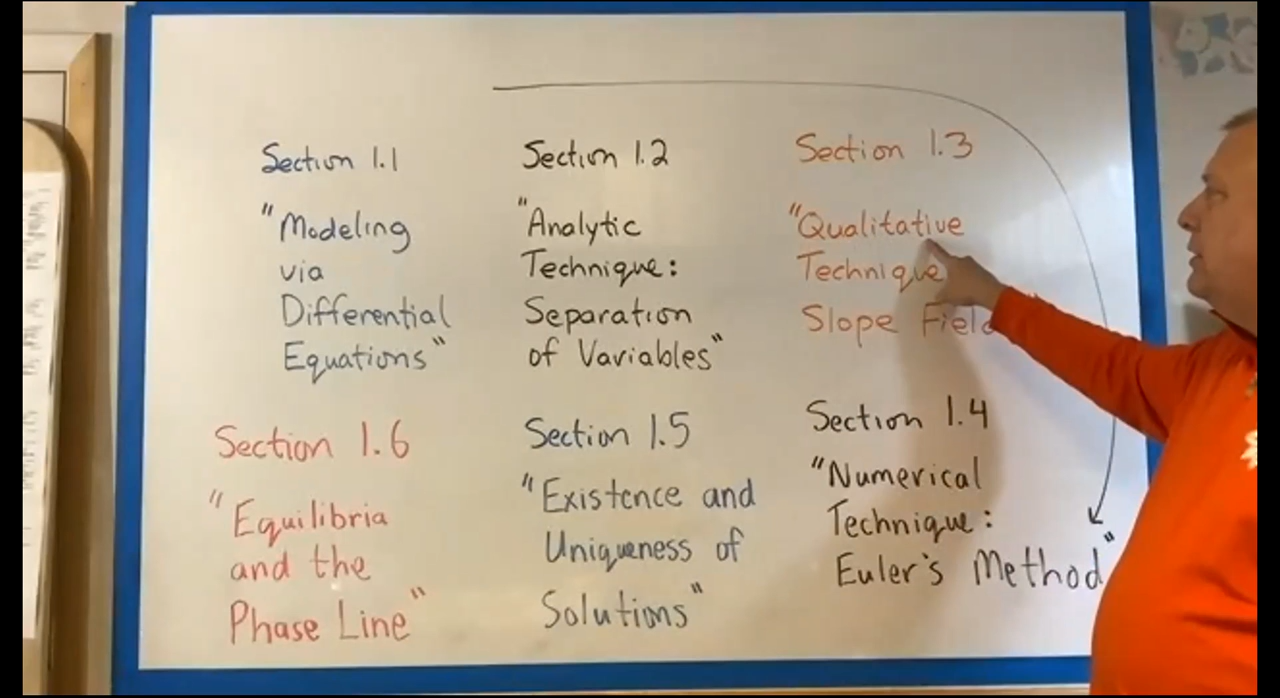 Section 1.1
"Modeling
via
Differential
Equations"
Section 1.2
"Analytic
Technique:
Separation
of Variables"
Section 1.3
"Qualitative
Technique
Slope Field
Section 1.4
"Numerical
Technique:
Euler's Method"
Section 1.5
"Existence and
Uniqueness of
Solutions"
Section 1.6
"Equilibria
and the
Phase Line"